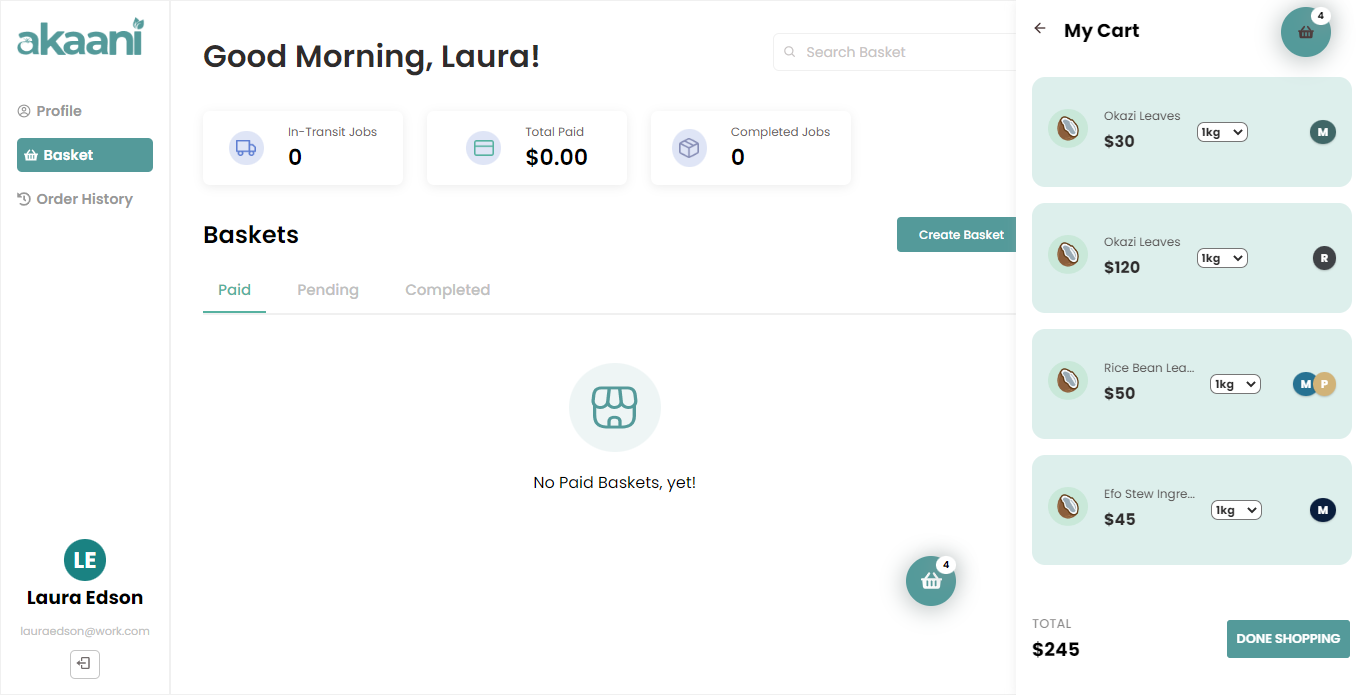 akaani
Profile
Basket
Order History
LE
Laura Edson
lauraedson@work.com
Good Morning, Laura!
Search Basket
In-Transit Jobs
0
Total Paid
$0.00
Completed Jobs
0
Baskets
Create Basket
Paid Pending Completed
No Paid Baskets, yet!
4
My Cart
4
Okazi Leaves
$30
1kg
M
Okazi Leaves
$120
1kg
R
Rice Bean Lea...
$50
1kg
M P
Efo Stew Ingre...
$45
1kg
M
TOTAL
$245
DONE SHOPPING